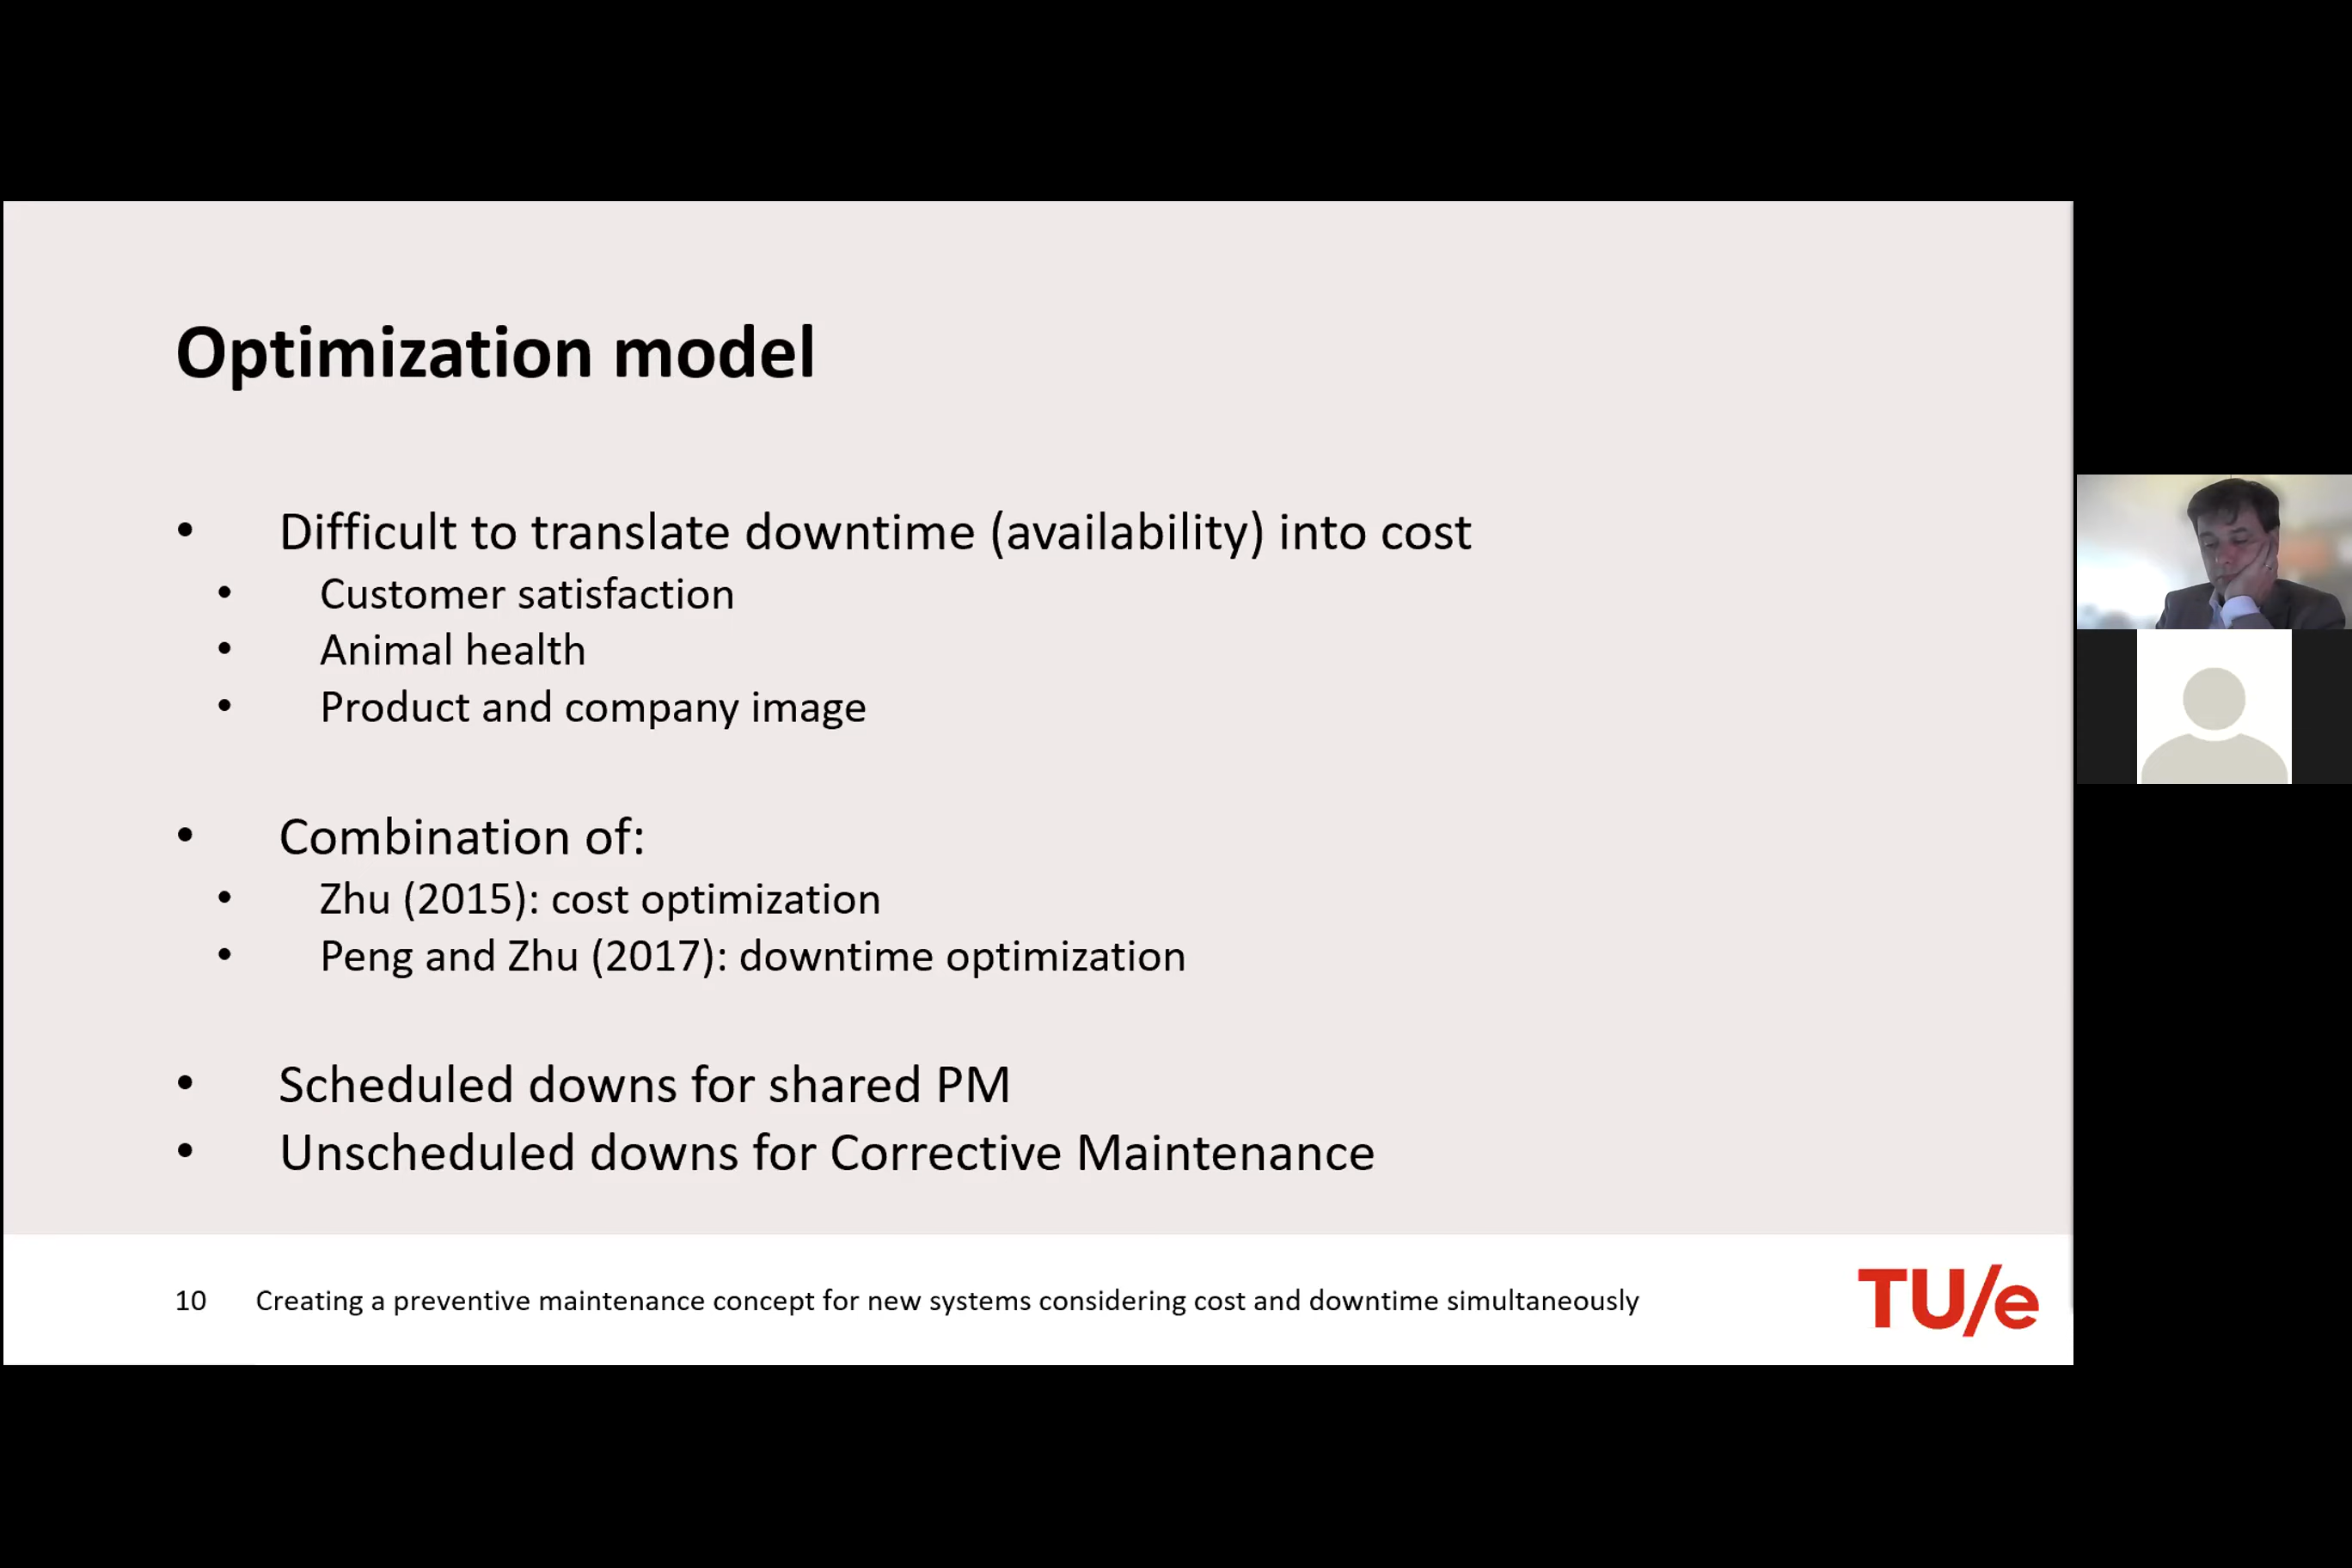 Optimization model
• Difficult to translate downtime (availability) into cost
• Customer satisfaction
• Animal health
• Product and company image
• Combination of:
• Zhu (2015): cost optimization
• Peng and Zhu (2017): downtime optimization
• Scheduled downs for shared PM
• Unscheduled downs for Corrective Maintenance
10 Creating a preventive maintenance concept for new systems considering cost and downtime simultaneously
TU/e